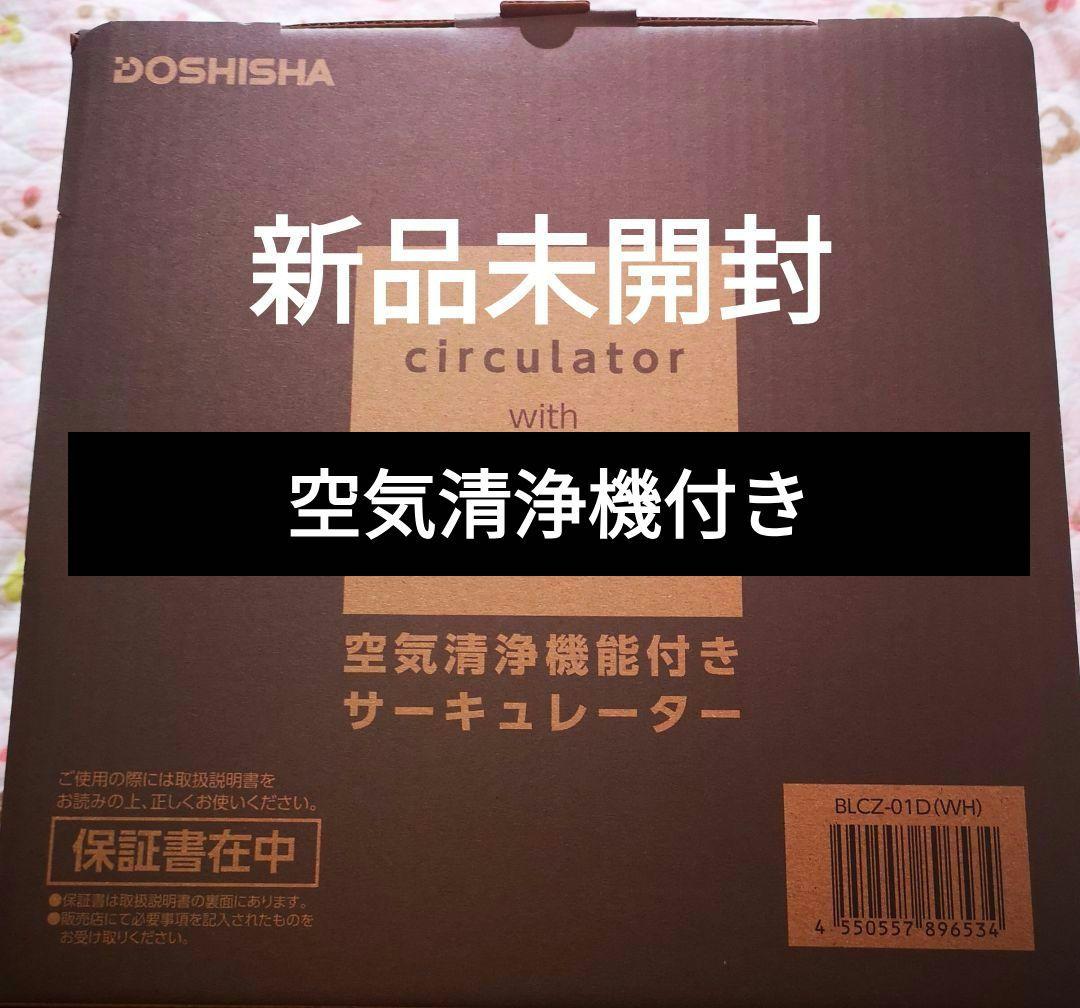 DOSHISHA
新品未開封
circulator
with
空気清浄機付き
空気清浄機能付き
サーキュレーター
ご使用の際には取扱説明書を
お読みの上、正しくお使いください。
保証書在中
●保証書は取扱説明書の裏面にあります。
●販売店にて必要事項を記入されたものを
お受け取りください。
BLCZ-01D(WH)
4 550557 896534